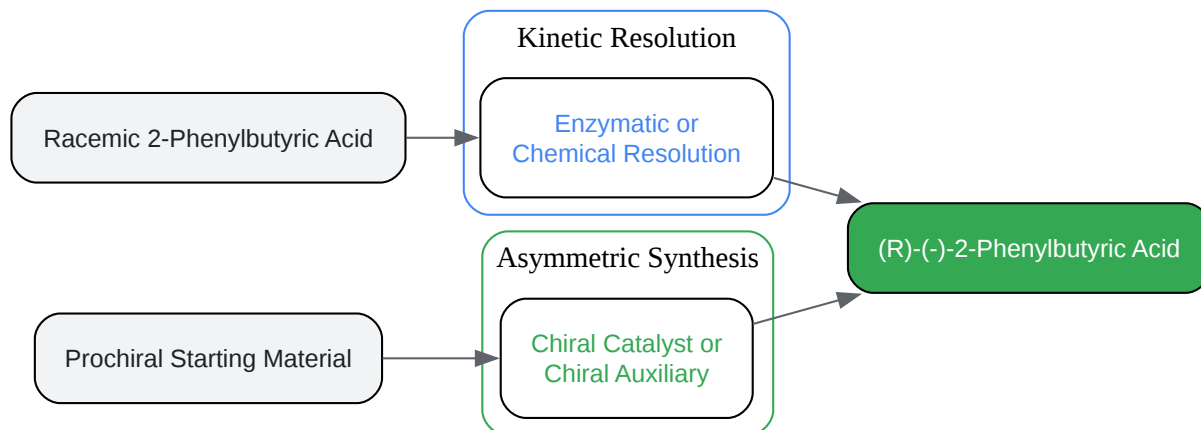 Kinetic Resolution
Racemic 2-Phenylbutyric Acid
Enzymatic or
Chemical Resolution
(R)-(-)-2-Phenylbutyric Acid
Asymmetric Synthesis
Prochiral Starting Material
Chiral Catalyst or
Chiral Auxiliary